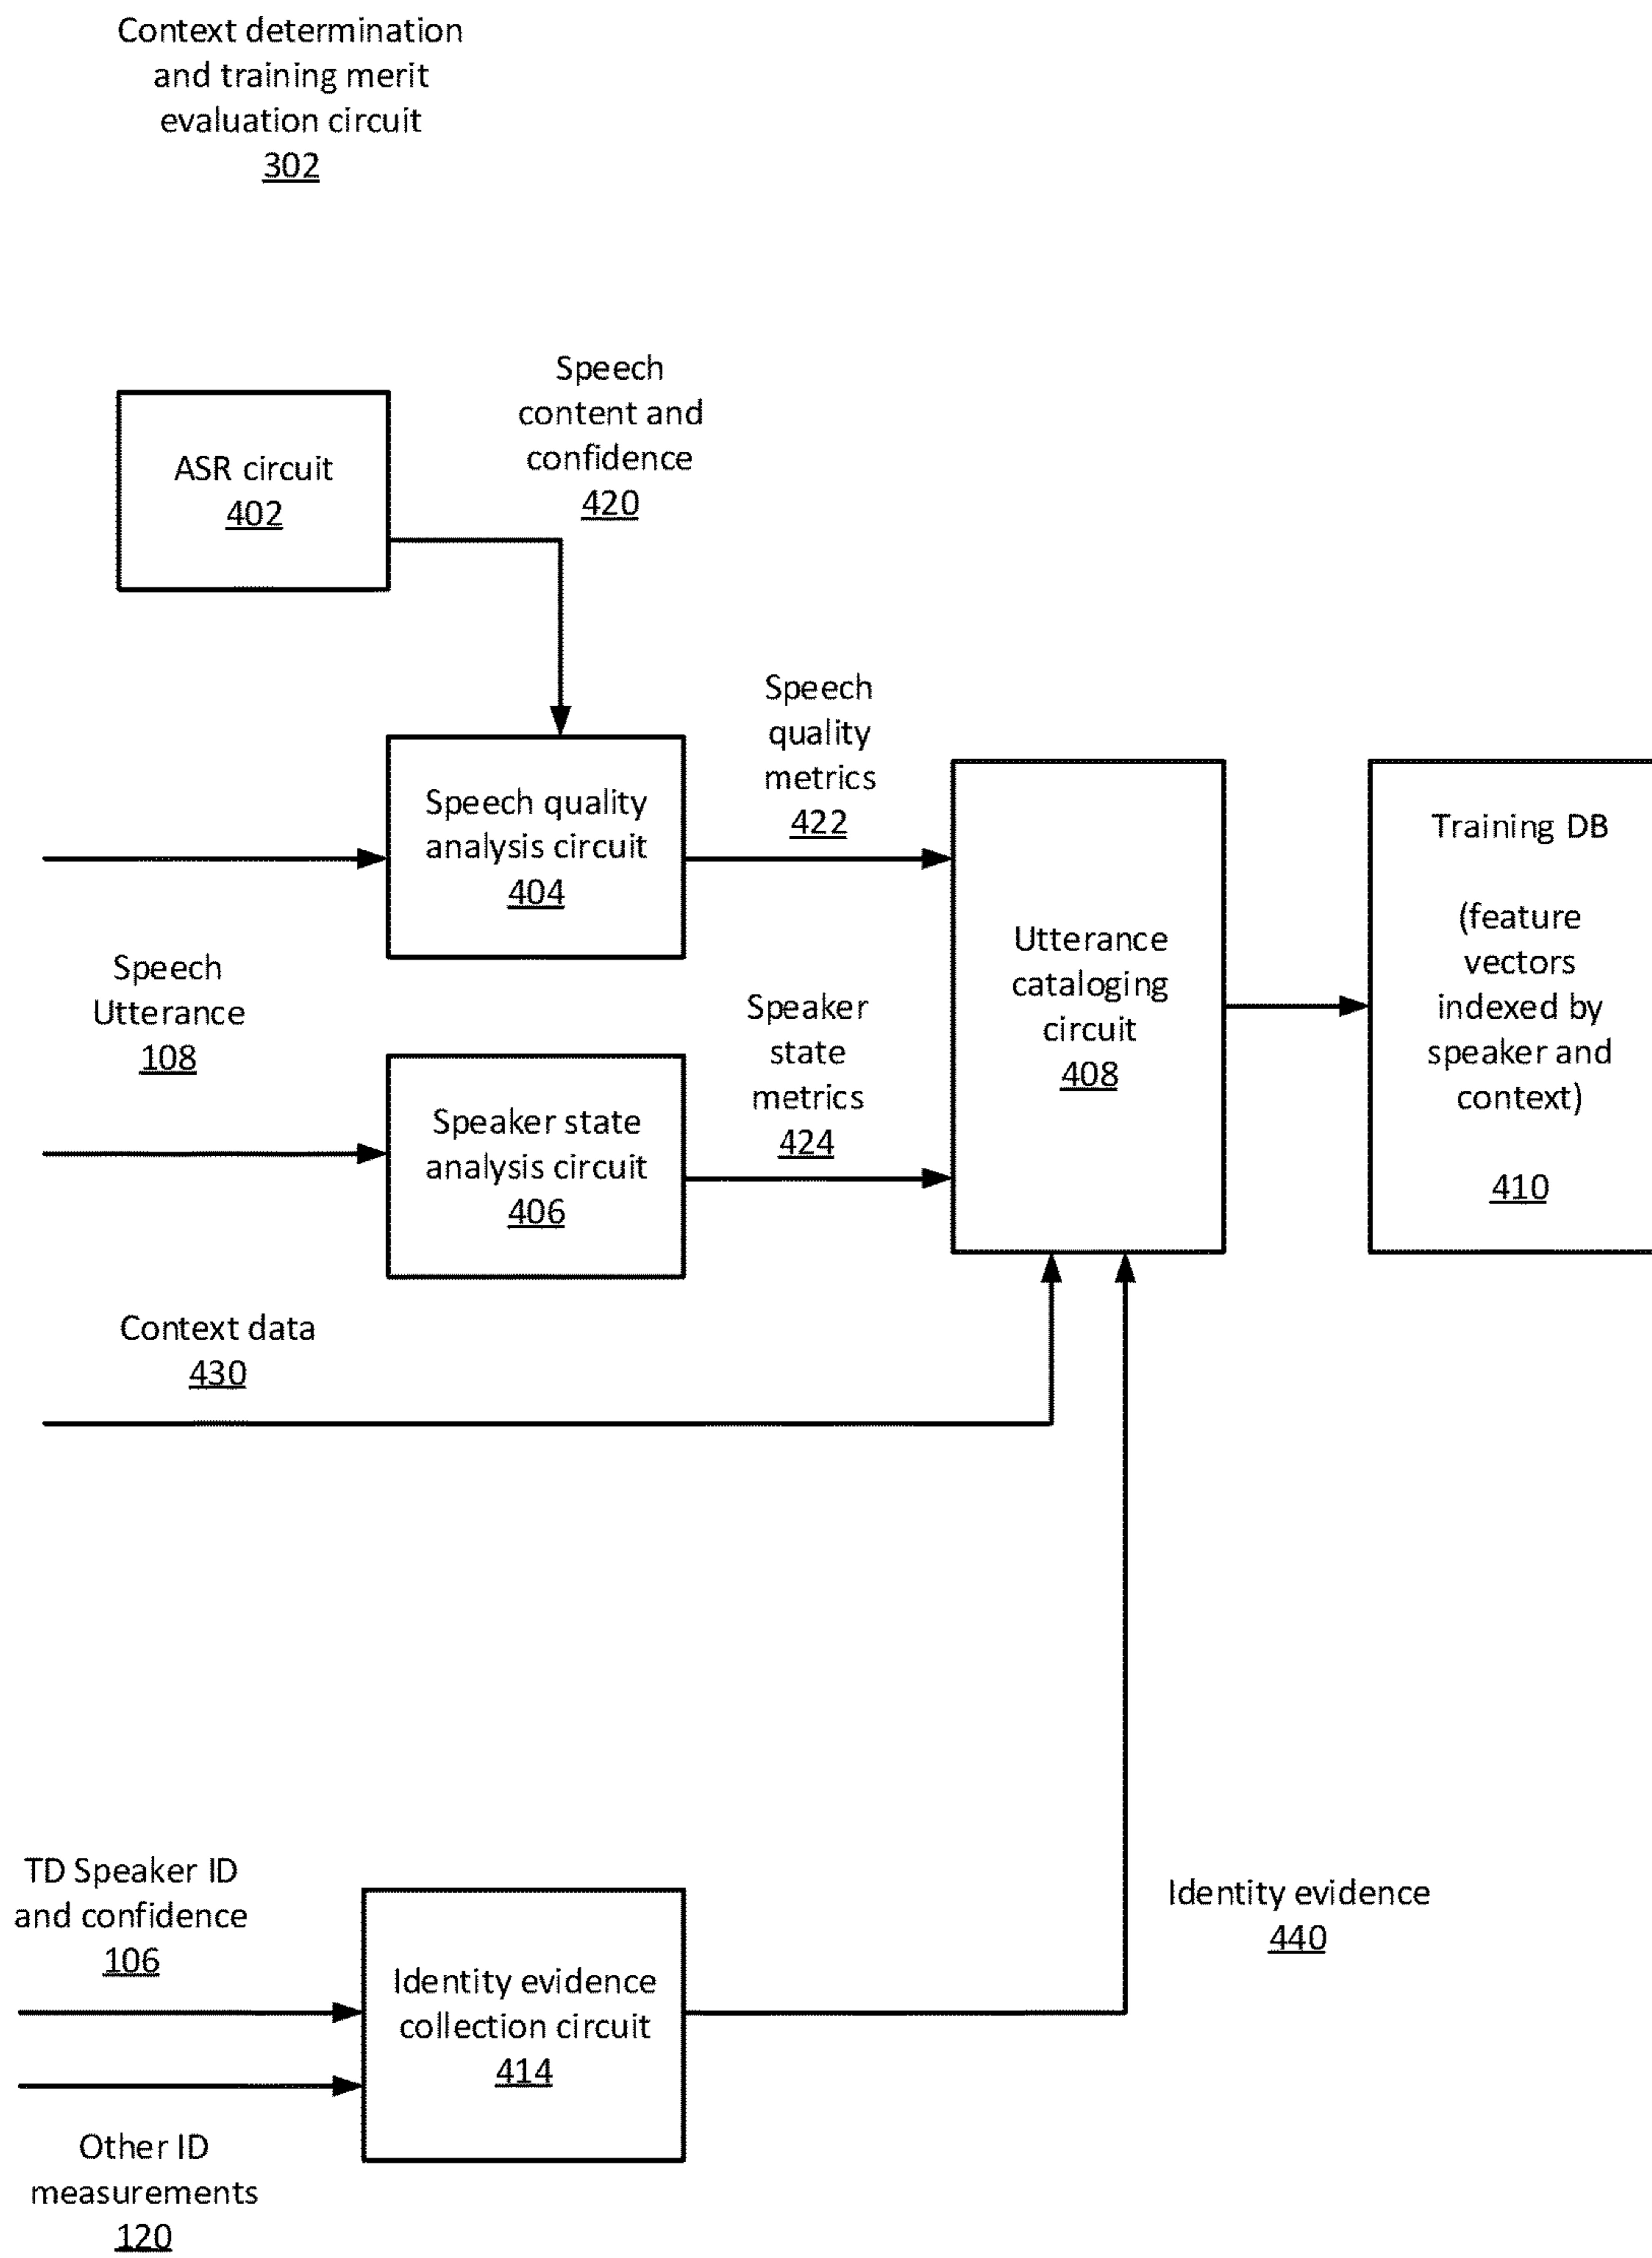 Context determination
and training merit
evaluation circuit
302
Speech
content and
confidence
420
ASR circuit
402
Speech
quality
metrics
422
Speech quality
analysis circuit
404
Training DB
(feature
vectors
indexed by
speaker and
context)
410
Utterance
cataloging
circuit
408
Speech
Utterance
108
Speaker
state
metrics
424
Speaker state
analysis circuit
406
Context data
430
TD Speaker ID
and confidence
106
Identity evidence
440
Identity evidence
collection circuit
414
Other ID
measurements
120